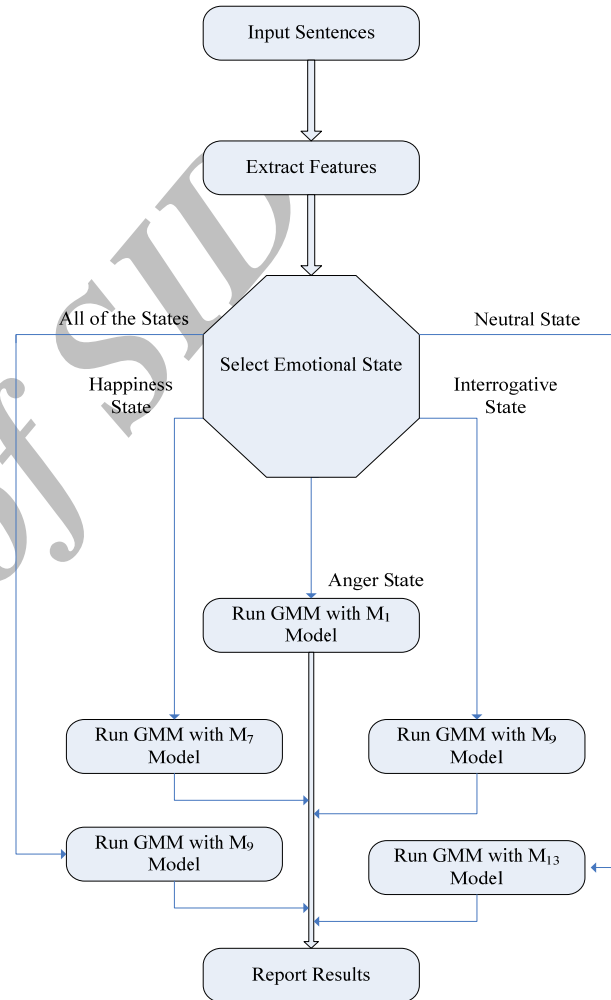 Input Sentences
Extract Features
All of the States
Neutral State
Select Emotional State
Happiness
State
Interrogative
State
Anger State
Run GMM with M₁
Model
Run GMM with M₇
Model
Run GMM with M₉
Model
Run GMM with M₉
Model
Run GMM with M₁₃
Model
Report Results
of SID